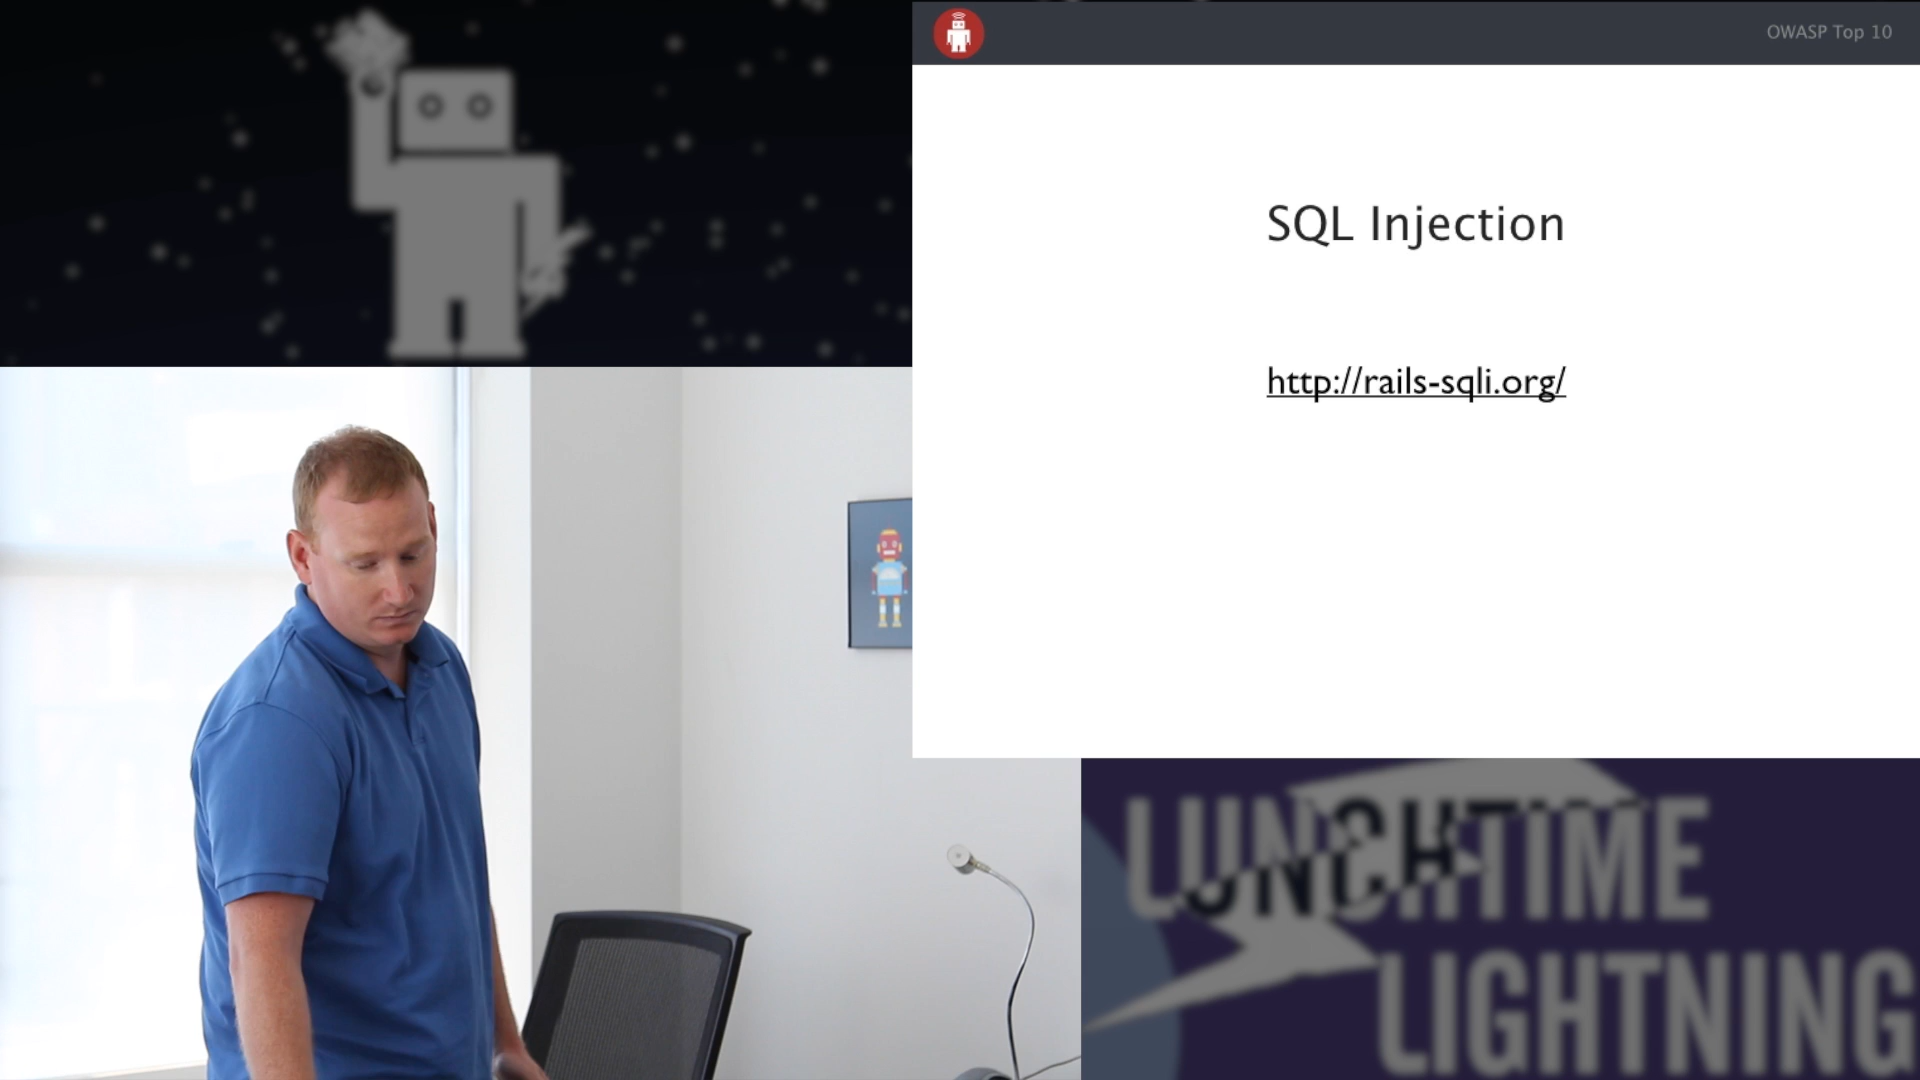 OWASP Top 10
SQL Injection
http://rails-sqli.org/
LUNCHTIME
LIGHTNING